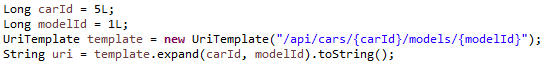 Long carId = 5L;
Long modelId = 1L;
UriTemplate template = new UriTemplate("/api/cars/{carId}/models/{modelId}");
String uri = template.expand(carId, modelId).toString();